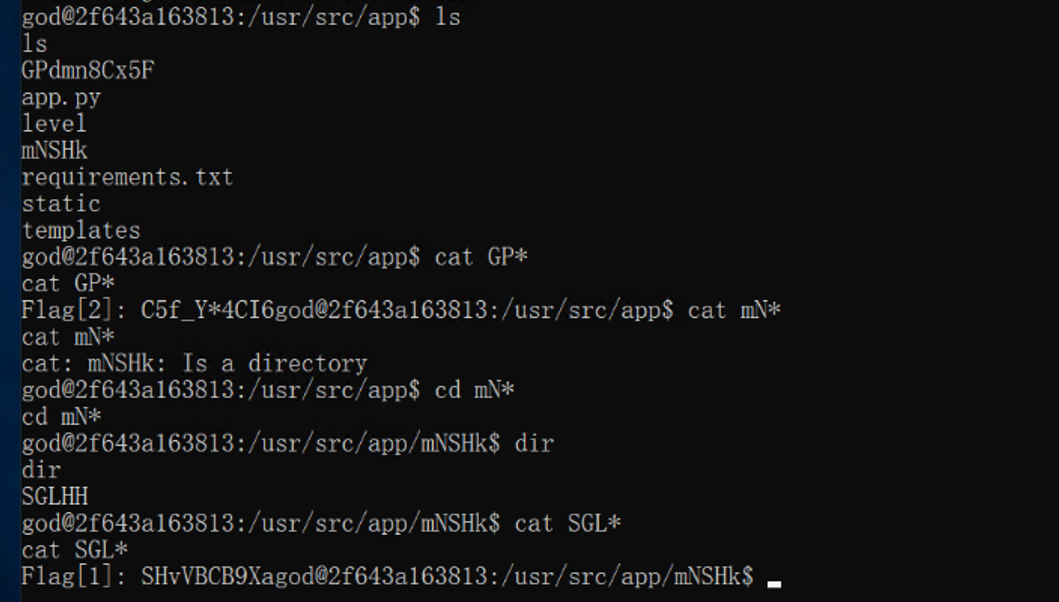 god@2f643a163813:/usr/src/app$ ls
ls
GPdmn8Cx5F
app.py
level
mNSHk
requirements.txt
static
templates
god@2f643a163813:/usr/src/app$ cat GP*
cat GP*
Flag[2]: C5f_Y*4CI6god@2f643a163813:/usr/src/app$ cat mN*
cat mN*
cat: mNSHk: Is a directory
god@2f643a163813:/usr/src/app$ cd mN*
cd mN*
god@2f643a163813:/usr/src/app/mNSHk$ dir
dir
SGLHH
god@2f643a163813:/usr/src/app/mNSHk$ cat SGL*
cat SGL*
Flag[1]: SHvVBCB9Xagod@2f643a163813:/usr/src/app/mNSHk$